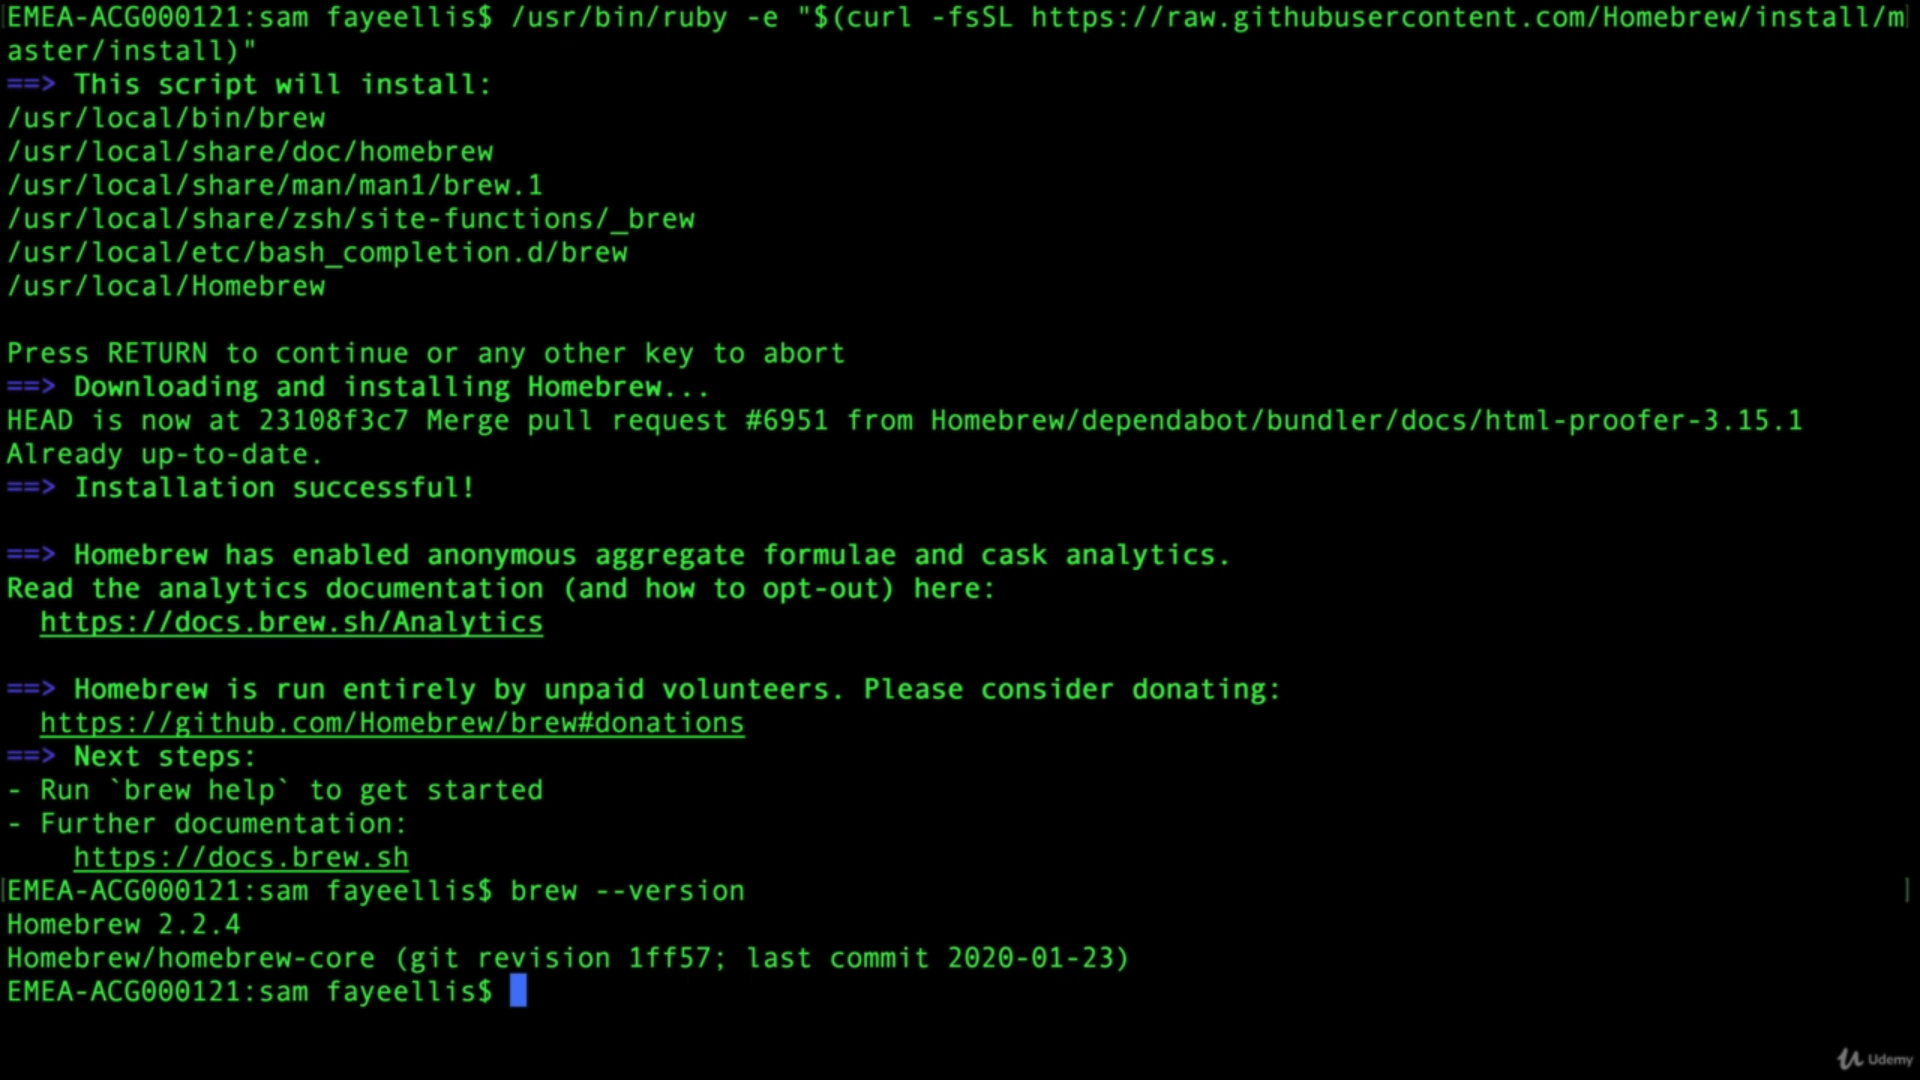 EMEA-ACG000121:sam fayeellis$ /usr/bin/ruby -e "$(curl -fsSL https://raw.githubusercontent.com/Homebrew/install/m
aster/install)"
==> This script will install:
/usr/local/bin/brew
/usr/local/share/doc/homebrew
/usr/local/share/man/man1/brew.1
/usr/local/share/zsh/site-functions/_brew
/usr/local/etc/bash_completion.d/brew
/usr/local/Homebrew

Press RETURN to continue or any other key to abort
==> Downloading and installing Homebrew...
HEAD is now at 23108f3c7 Merge pull request #6951 from Homebrew/dependabot/bundler/docs/html-proofer-3.15.1
Already up-to-date.
==> Installation successful!

==> Homebrew has enabled anonymous aggregate formulae and cask analytics.
Read the analytics documentation (and how to opt-out) here:
  https://docs.brew.sh/Analytics

==> Homebrew is run entirely by unpaid volunteers. Please consider donating:
  https://github.com/Homebrew/brew#donations
==> Next steps:
- Run `brew help` to get started
- Further documentation:
    https://docs.brew.sh
[EMEA-ACG000121:sam fayeellis$ brew --version ]
Homebrew 2.2.4
Homebrew/homebrew-core (git revision 1ff57; last commit 2020-01-23)
EMEA-ACG000121:sam fayeellis$
Udemy